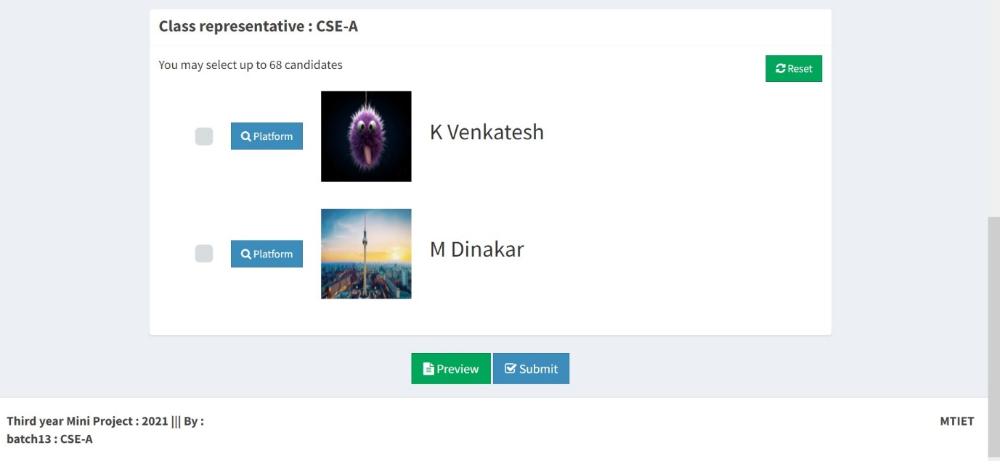 Class representative : CSE-A
You may select up to 68 candidates
Reset
Platform
K Venkatesh
Platform
M Dinakar
Preview
Submit
Third year Mini Project : 2021 ||| By :
batch13 : CSE-A
MTIET